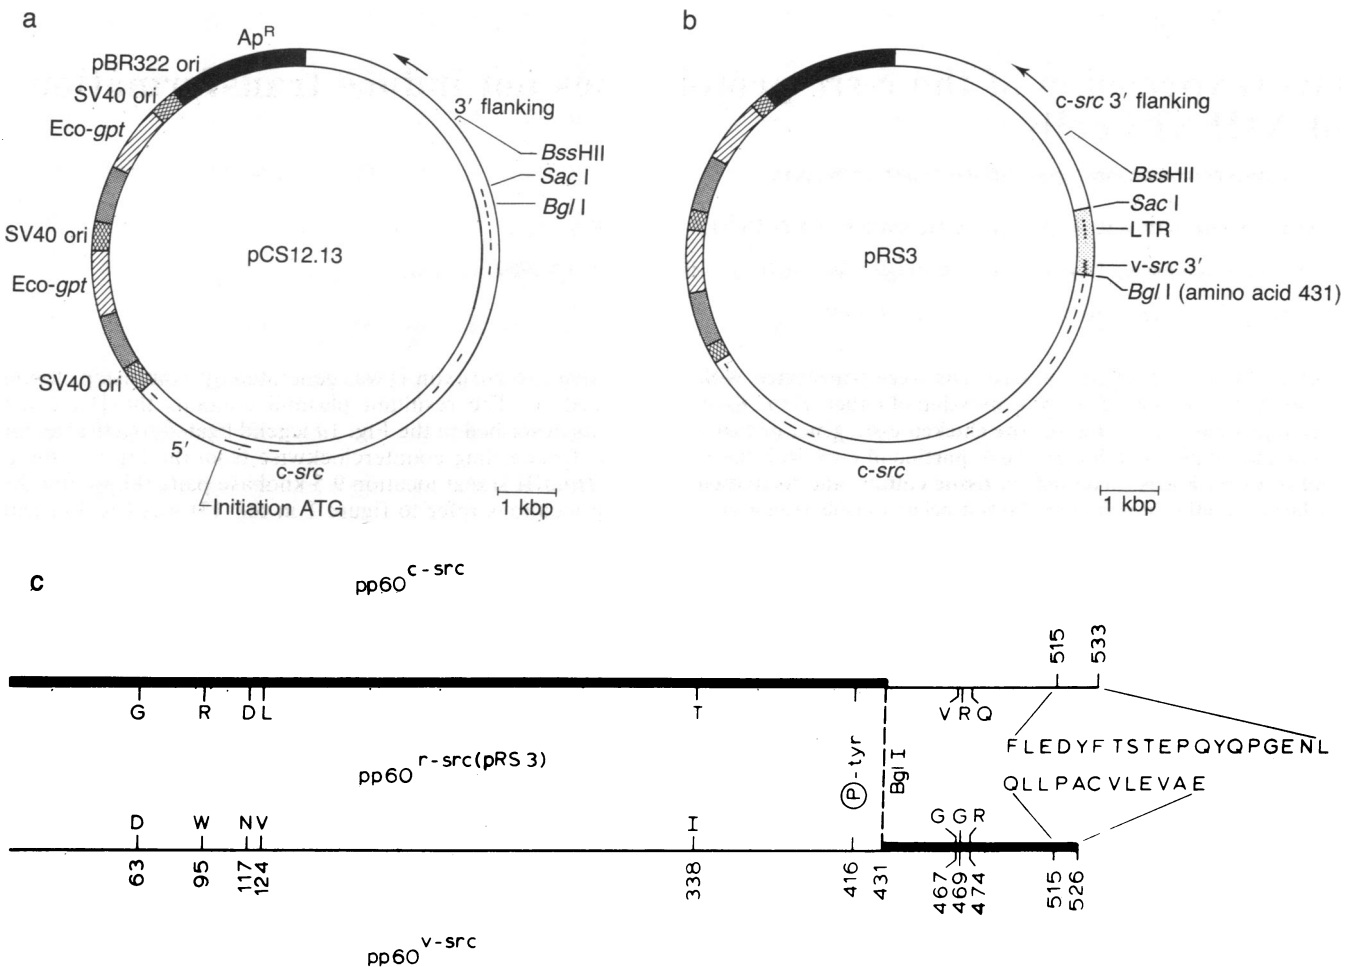 a
Ap^R
pBR322 ori
SV40 ori
Eco-gpt
3′ flanking
BssHII
Sac I
Bgl I
SV40 ori
pCS12.13
Eco-gpt
SV40 ori
5′
c-src
Initiation ATG
1 kbp
b
c-src 3′ flanking
BssHII
Sac I
LTR
pRS3
v-src 3′
Bgl I (amino acid 431)
c-src
1 kbp
c
pp60^c-src
515 533
G R D L T V R Q
FLEDYFTSTEPQYQPGENL
pp60^r-src(pRS3)
P-tyr
Bgl I
QLLPACVLEVAE
D W N V I G G R
63 95 117 124 338 416 431 467 469 474 515 526
pp60^v-src